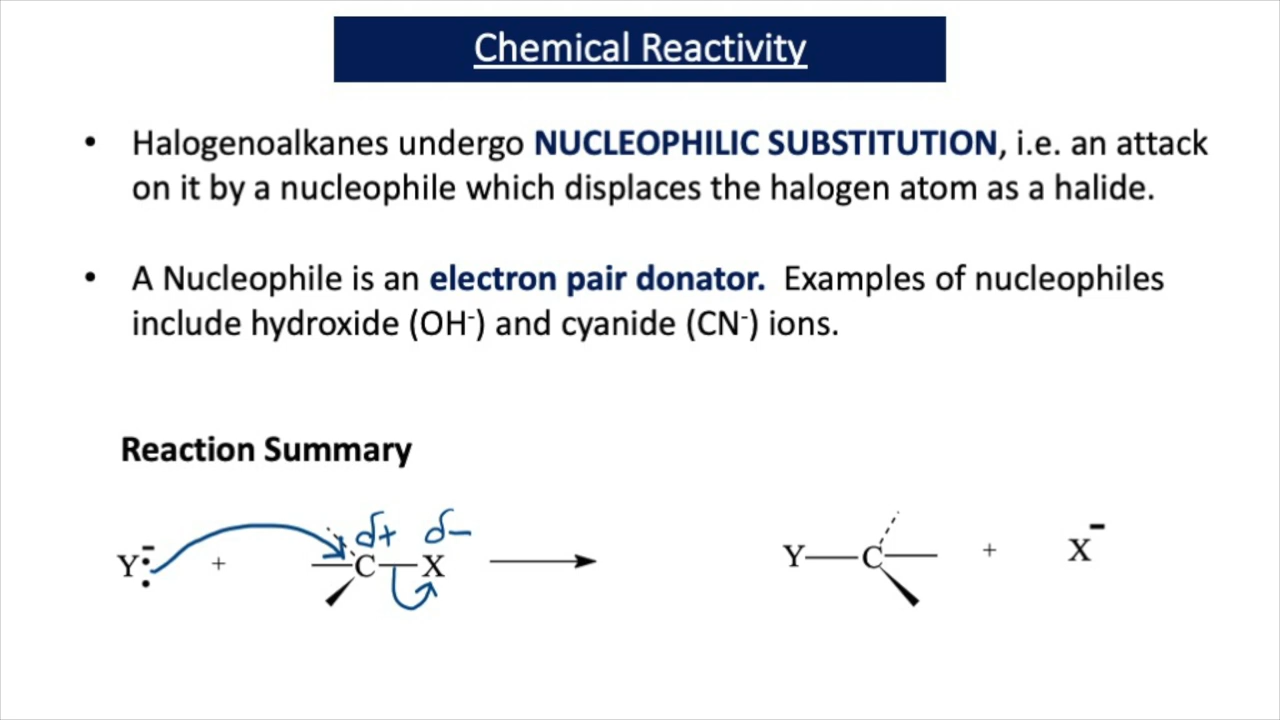 Chemical Reactivity
• Halogenoalkanes undergo NUCLEOPHILIC SUBSTITUTION, i.e. an attack
on it by a nucleophile which displaces the halogen atom as a halide.
• A Nucleophile is an electron pair donator. Examples of nucleophiles
include hydroxide (OH⁻) and cyanide (CN⁻) ions.
Reaction Summary
δ+ δ−
Y:⁻ + C—X Y—C + X⁻